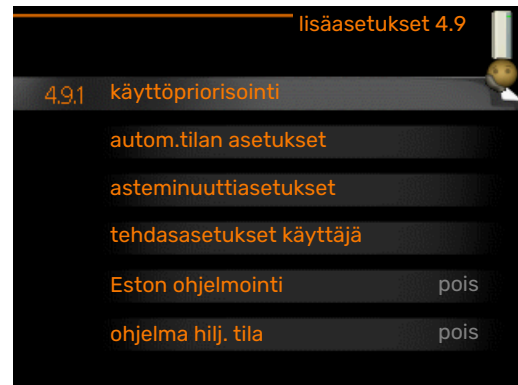 lisäasetukset 4.9
4.9.1 käyttöpriorisointi
autom.tilan asetukset
asteminuuttiasetukset
tehdasasetukset käyttäjä
Eston ohjelmointi pois
ohjelma hilj. tila pois